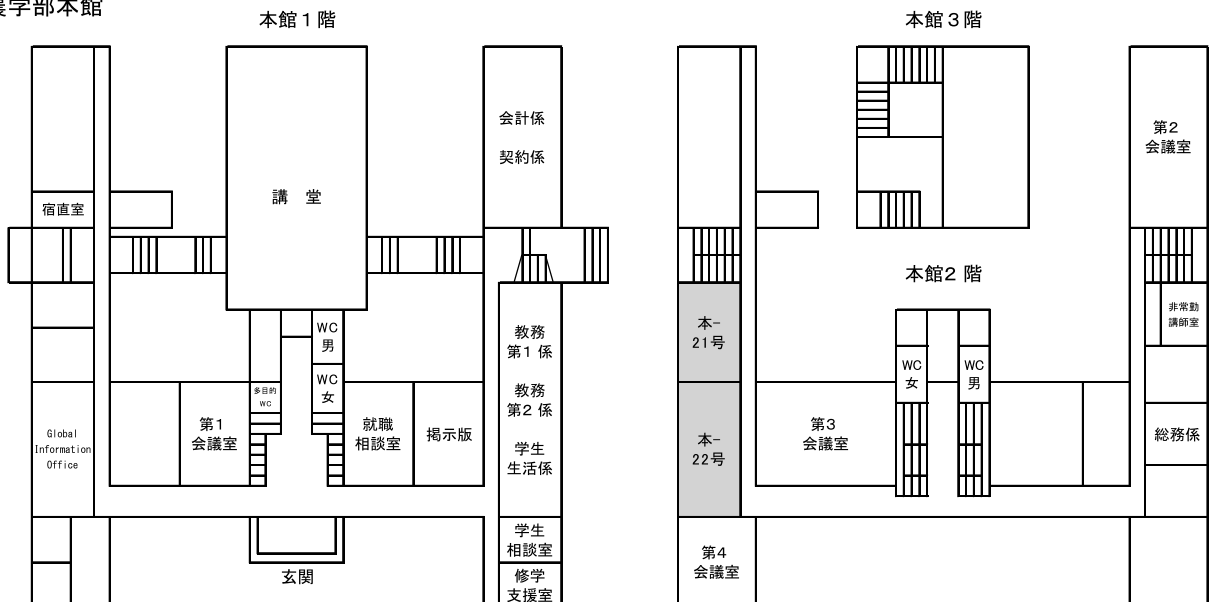 農学部本館
本館1階
会計係
契約係
講 堂
宿直室
WC
男
WC
女
多目的
WC
第1
会議室
就職
相談室
掲示版
Global
Information
Office
教務
第1係
教務
第2係
学生
生活係
学生
相談室
修学
支援室
玄関
本館3階
本館2階
第2
会議室
非常勤
講師室
総務係
本-
21号
本-
22号
WC
女
WC
男
第3
会議室
第4
会議室